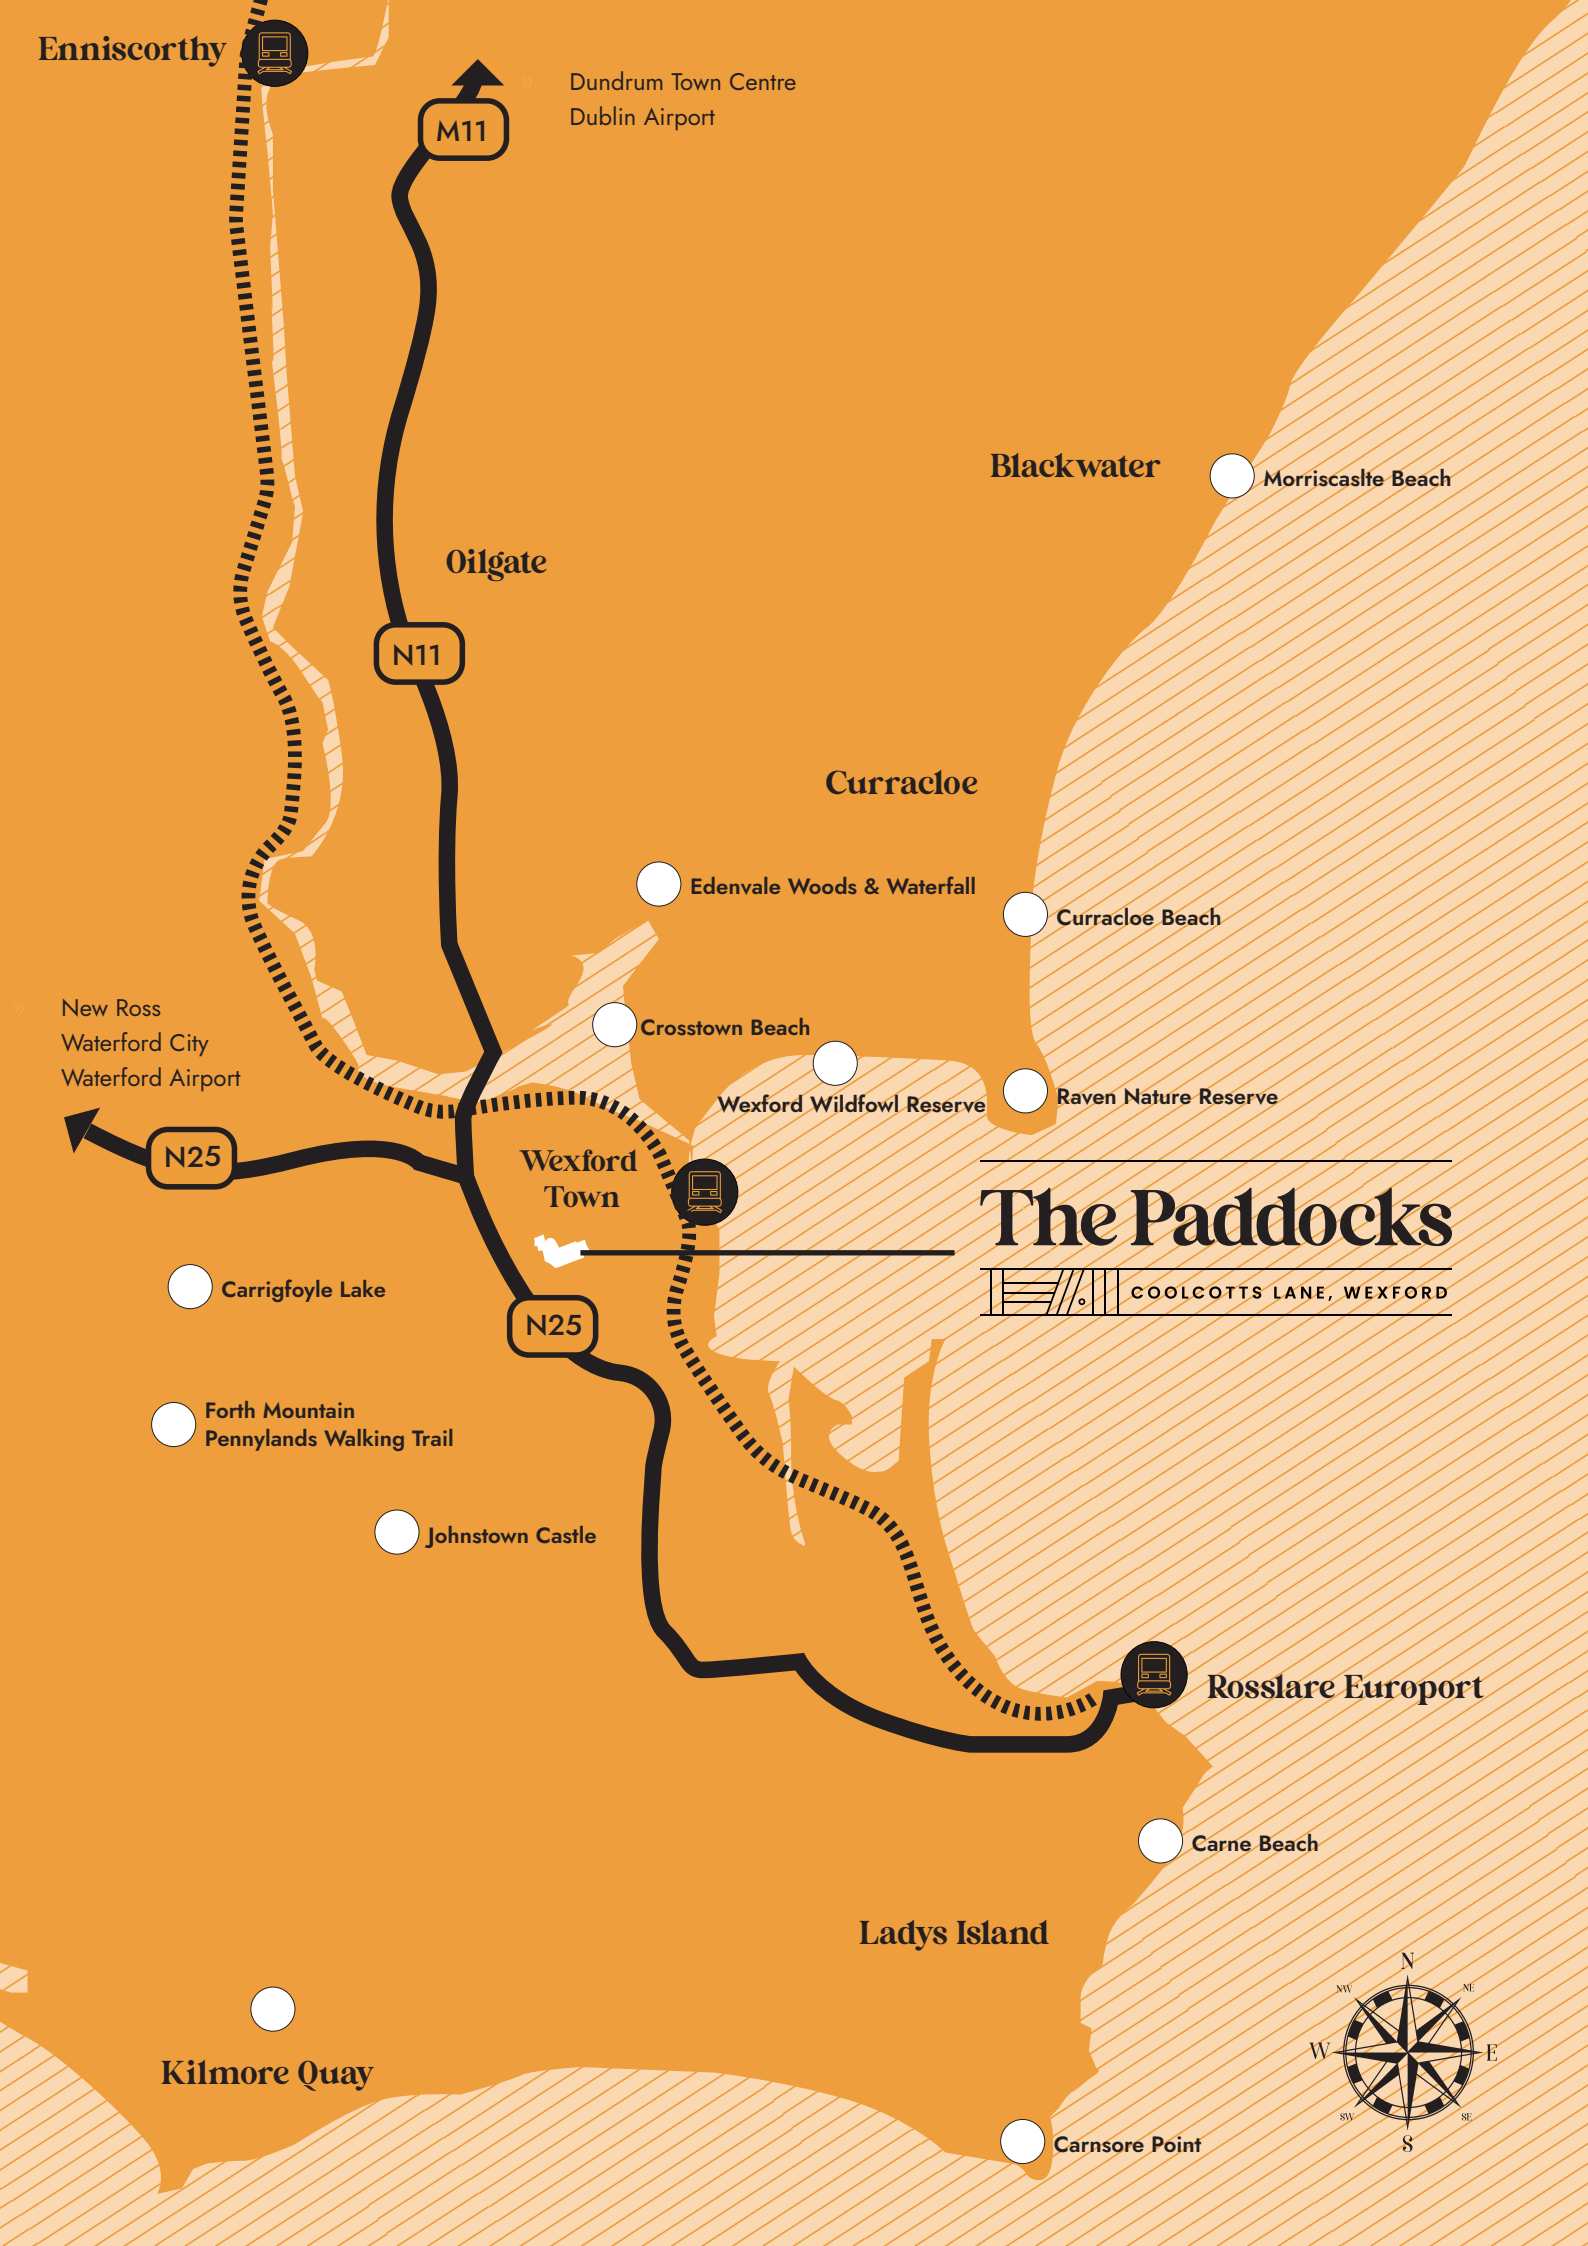 Enniscorthy
Dundrum Town Centre
Dublin Airport
M11
Blackwater
Morriscaslte Beach
Oilgate
N11
Curracloe
Edenvale Woods & Waterfall
Curracloe Beach
New Ross
Waterford City
Waterford Airport
Crosstown Beach
Wexford Wildfowl Reserve
Raven Nature Reserve
N25
Wexford
Town
The Paddocks
COOLCOTTS LANE, WEXFORD
Carrigfoyle Lake
N25
Forth Mountain
Pennylands Walking Trail
Johnstown Castle
Rosslare Europort
Carne Beach
Ladys Island
Kilmore Quay
Carnsore Point
N
NW
NE
W
E
SW
SE
S